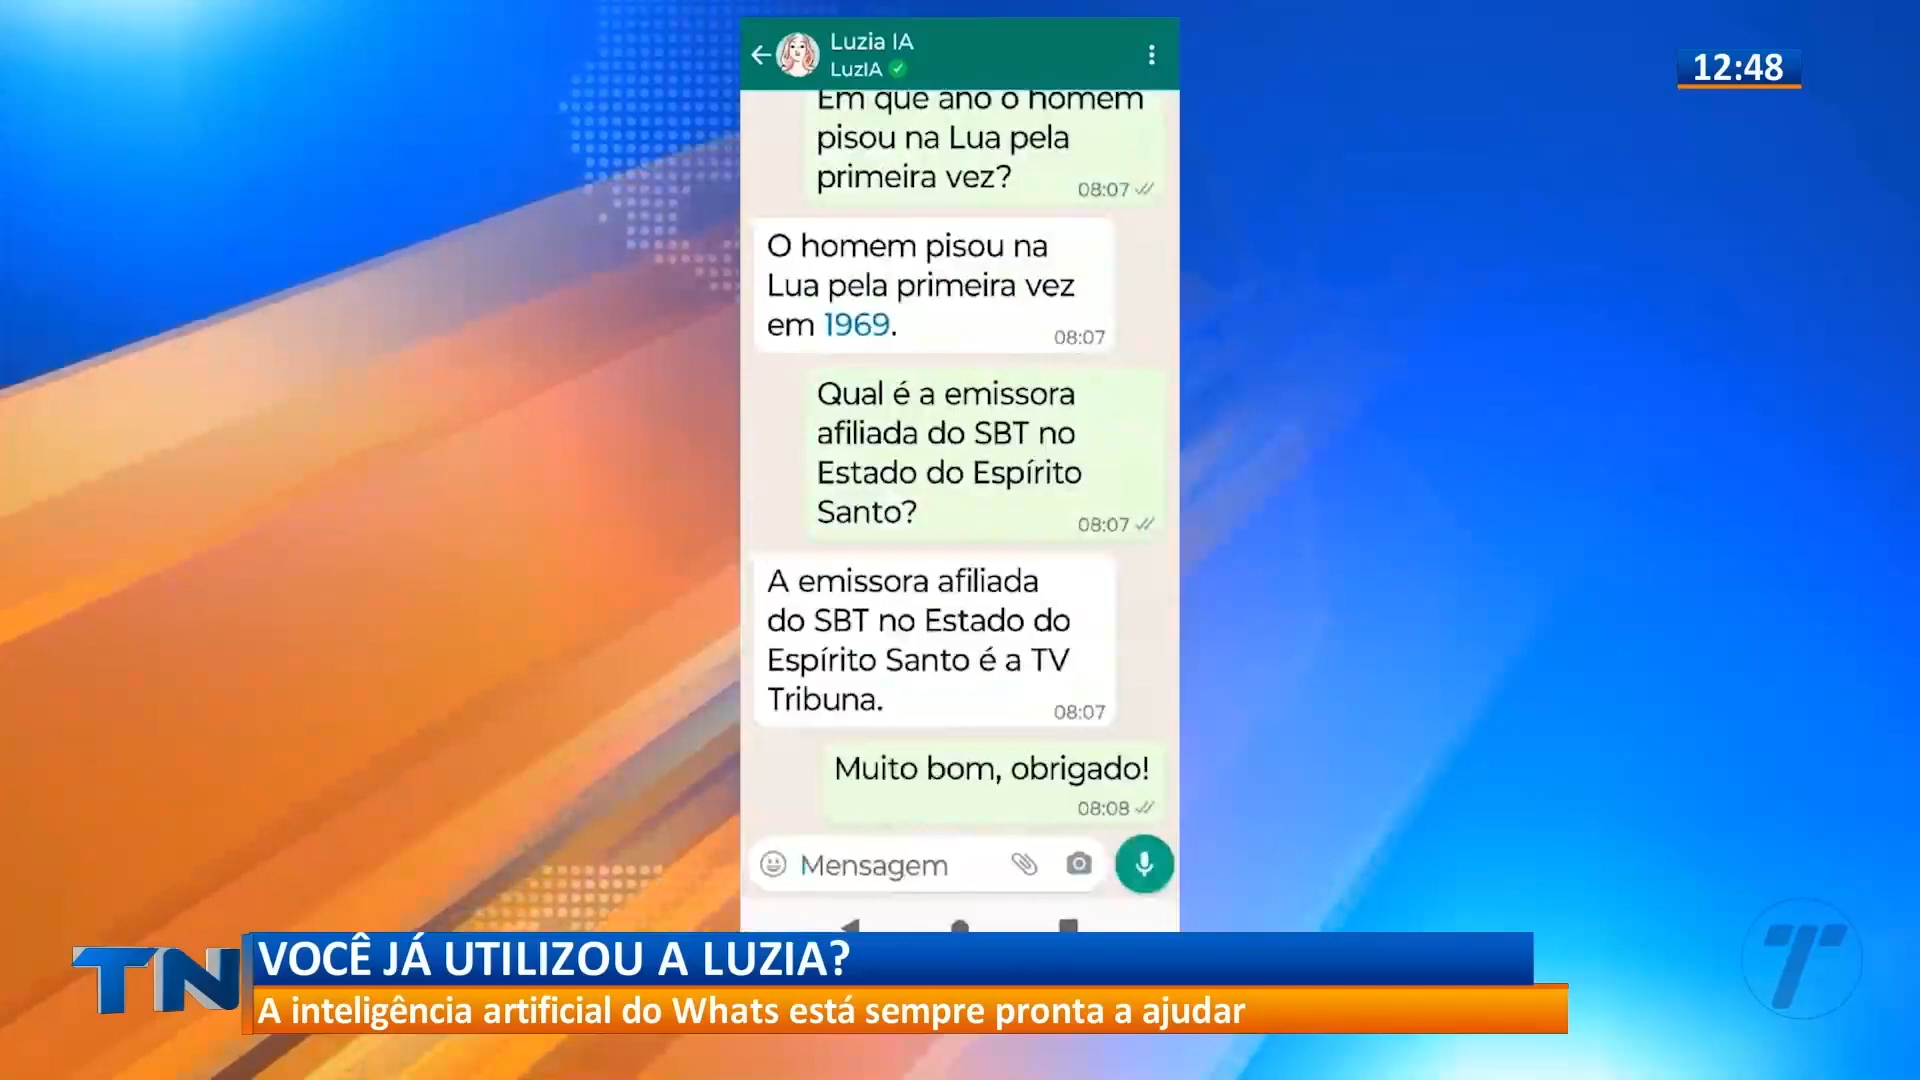 Luzia IA
LuzIA
12:48
Em que ano o homem
pisou na Lua pela
primeira vez?
08:07
O homem pisou na
Lua pela primeira vez
em 1969.
08:07
Qual é a emissora
afiliada do SBT no
Estado do Espírito
Santo?
08:07
A emissora afiliada
do SBT no Estado do
Espírito Santo é a TV
Tribuna.
08:07
Muito bom, obrigado!
08:08
Mensagem
TN
VOCÊ JÁ UTILIZOU A LUZIA?
A inteligência artificial do Whats está sempre pronta a ajudar
T